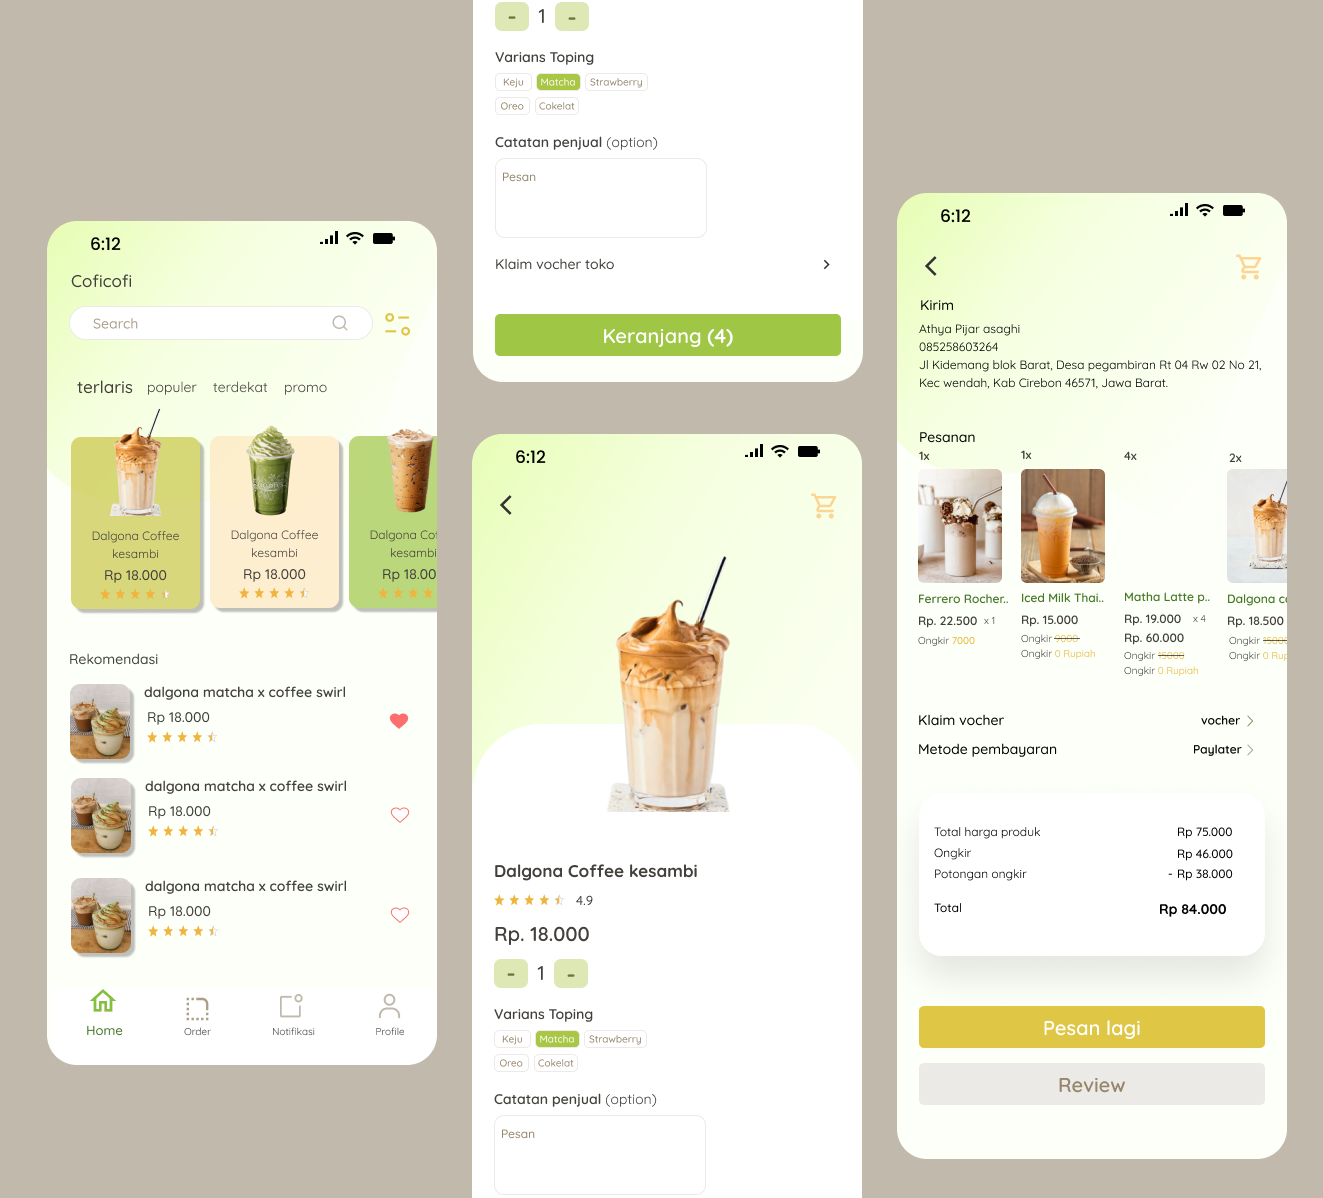 6:12
Coficofi
Search
terlaris populer terdekat promo
Dalgona Coffee
kesambi
Rp 18.000
Dalgona Coffee
kesambi
Rp 18.000
Dalgona Cof
kesambi
Rp 18.00
Rekomendasi
dalgona matcha x coffee swirl
Rp 18.000
dalgona matcha x coffee swirl
Rp 18.000
dalgona matcha x coffee swirl
Rp 18.000
Home Order Notifikasi Profile
- 1 -
Varians Toping
Keju Matcha Strawberry
Oreo Cokelat
Catatan penjual (option)
Pesan
Klaim vocher toko
Keranjang (4)
6:12
Dalgona Coffee kesambi
4.9
Rp. 18.000
- 1 -
Varians Toping
Keju Matcha Strawberry
Oreo Cokelat
Catatan penjual (option)
Pesan
6:12
Kirim
Athya Pijar asaghi
085258603264
Jl Kidemang blok Barat, Desa pegambiran Rt 04 Rw 02 No 21,
Kec wendah, Kab Cirebon 46571, Jawa Barat.
Pesanan
1x
Ferrero Rocher..
Rp. 22.500 x 1
Ongkir 7000
1x
Iced Milk Thai..
Rp. 15.000
Ongkir 9000
Ongkir 0 Rupiah
4x
Matha Latte p..
Rp. 19.000 x 4
Rp. 60.000
Ongkir 15000
Ongkir 0 Rupiah
2x
Dalgona co
Rp. 18.500
Ongkir 15000
Ongkir 0 Rup
Klaim vocher vocher
Metode pembayaran Paylater
Total harga produk Rp 75.000
Ongkir Rp 46.000
Potongan ongkir - Rp 38.000
Total Rp 84.000
Pesan lagi
Review